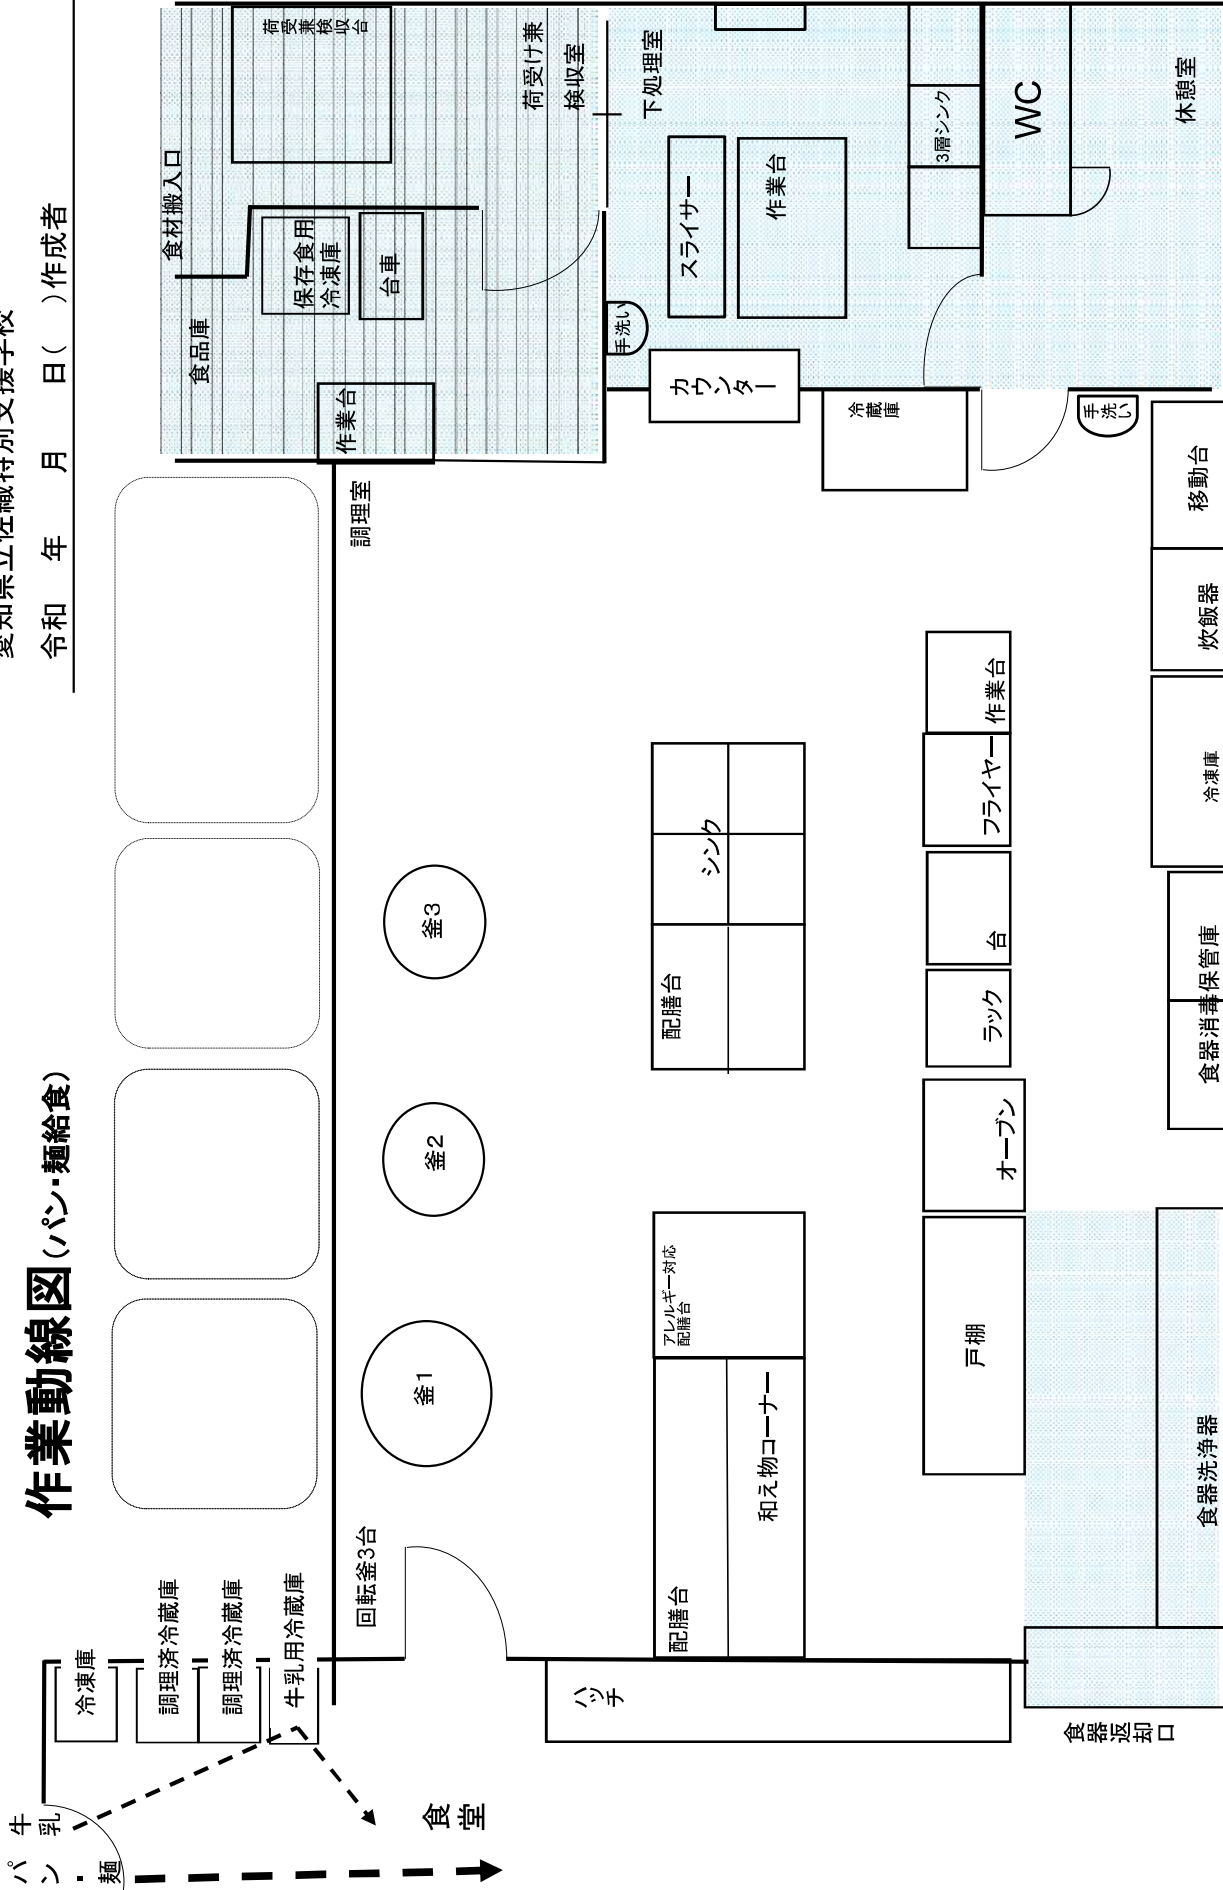 作業動線図（パン・麺給食）
愛知県立佐織特別支援学校
令和　年　月　日(　)作成者
パン・麺
牛乳
冷凍庫
調理済冷蔵庫
調理済冷蔵庫
牛乳用冷蔵庫
食堂
回転釜3台
釜1
釜2
釜3
調理室
食材搬入口
食品庫
荷受兼検収台
保存食用
冷凍庫
台車
作業台
荷受け兼
検収室
下処理室
手洗い
スライサー
作業台
カウンター
3層シンク
冷蔵庫
WC
休憩室
手洗い
ハッチ
配膳台
和え物コーナー
アレルギー対応
配膳台
配膳台
シンク
戸棚
オーブン
ラック
台
フライヤー
作業台
移動台
炊飯器
冷凍庫
食器消毒保管庫
食器洗浄器
食器返却口